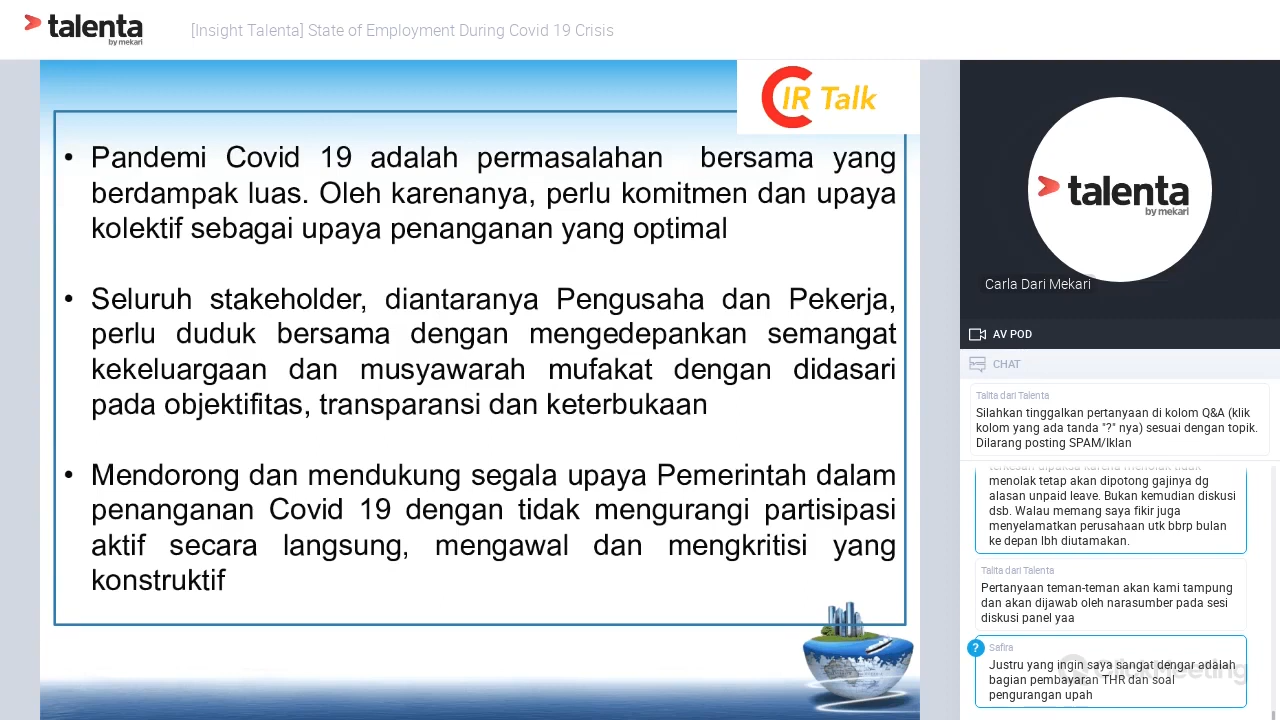 talenta
by mekari
[Insight Talenta] State of Employment During Covid 19 Crisis
CIR Talk
• Pandemi Covid 19 adalah permasalahan bersama yang
berdampak luas. Oleh karenanya, perlu komitmen dan upaya
kolektif sebagai upaya penanganan yang optimal
• Seluruh stakeholder, diantaranya Pengusaha dan Pekerja,
perlu duduk bersama dengan mengedepankan semangat
kekeluargaan dan musyawarah mufakat dengan didasari
pada objektifitas, transparansi dan keterbukaan
• Mendorong dan mendukung segala upaya Pemerintah dalam
penanganan Covid 19 dengan tidak mengurangi partisipasi
aktif secara langsung, mengawal dan mengkritisi yang
konstruktif
talenta
by mekari
Carla Dari Mekari
AV POD
CHAT
Talita dari Talenta
Silahkan tinggalkan pertanyaan di kolom Q&A (klik
kolom yang ada tanda "?" nya) sesuai dengan topik.
Dilarang posting SPAM/Iklan
terkesan dipaksa karena menolak tidak
menolak tetap akan dipotong gajinya dg
alasan unpaid leave. Bukan kemudian diskusi
dsb. Walau memang saya fikir juga
menyelamatkan perusahaan utk bbrp bulan
ke depan lbh diutamakan.
Talita dari Talenta
Pertanyaan teman-teman akan kami tampung
dan akan dijawab oleh narasumber pada sesi
diskusi panel yaa
?
Safira
Justru yang ingin saya sangat dengar adalah
bagian pembayaran THR dan soal
pengurangan upah